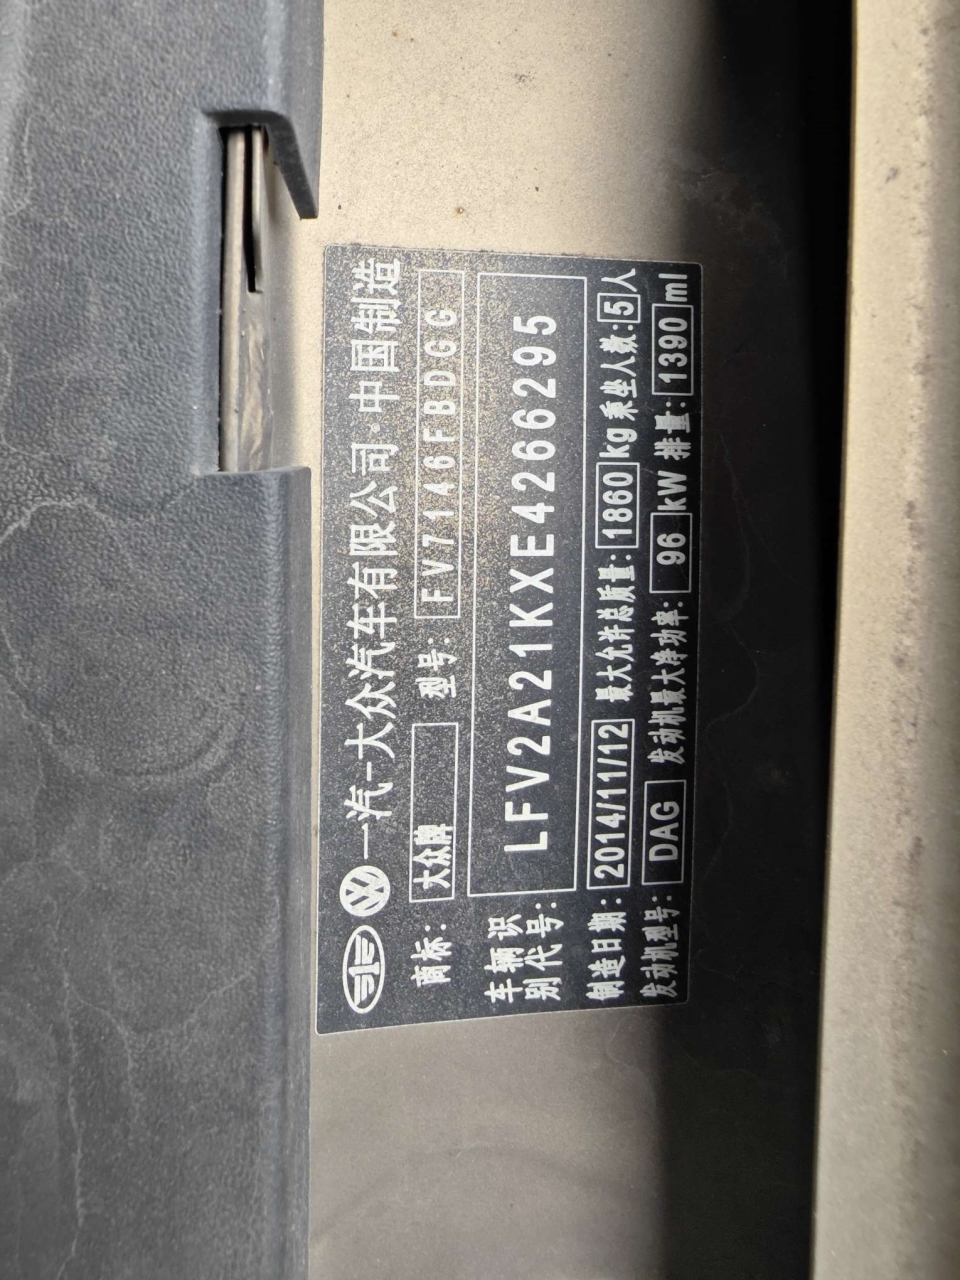 一汽-大众汽车有限公司·中国制造
商标: 大众牌 型号: FV7146FBDGG
车辆识别代号: LFV2A21KXE4266295
制造日期: 2014/11/12 最大允许总质量: 1860 kg 乘坐人数: 5 人
发动机型号: DAG 发动机最大净功率: 96 kW 排量: 1390 ml